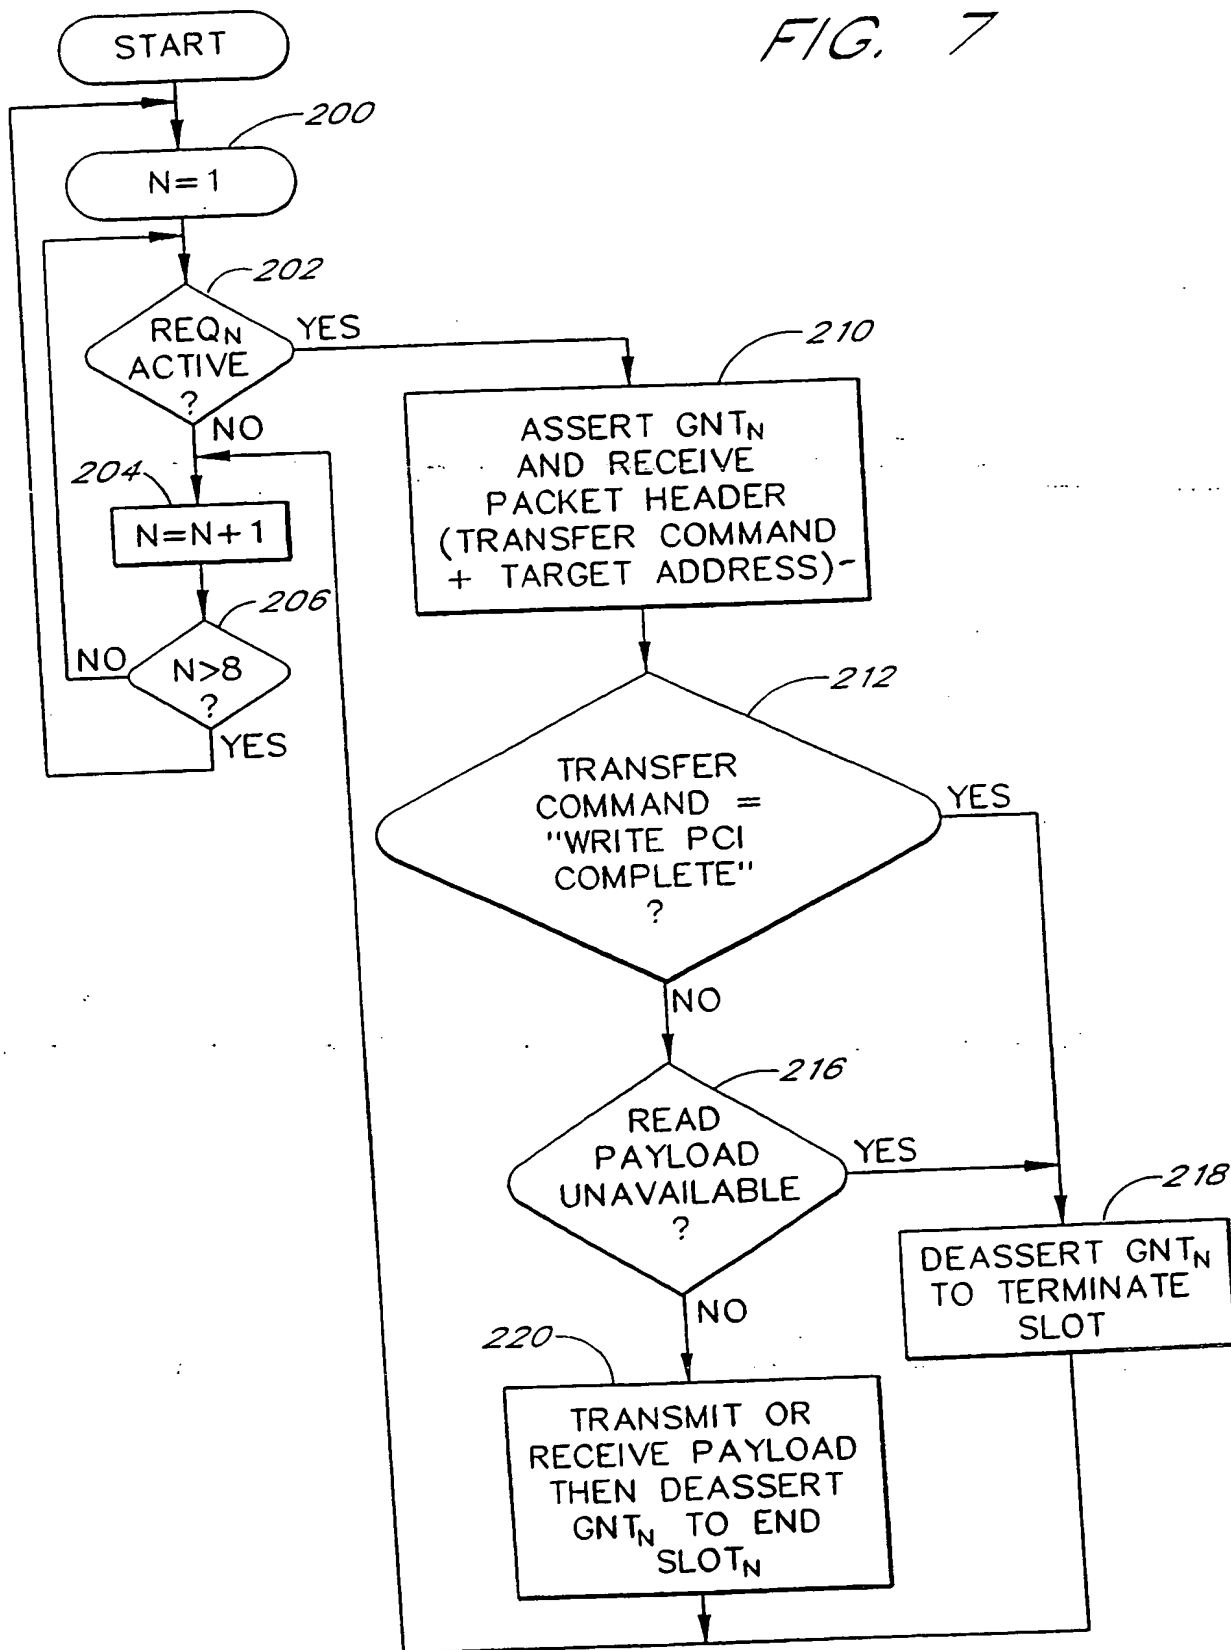 FIG. 7
START
200
N=1
202
REQN
ACTIVE
?
YES
NO
204
N=N+1
206
N>8
?
NO
YES
210
ASSERT GNTN
AND RECEIVE
PACKET HEADER
(TRANSFER COMMAND
+ TARGET ADDRESS)-
212
TRANSFER
COMMAND =
"WRITE PCI
COMPLETE"
?
YES
NO
216
READ
PAYLOAD
UNAVAILABLE
?
YES
NO
218
DEASSERT GNTN
TO TERMINATE
SLOT
220
TRANSMIT OR
RECEIVE PAYLOAD
THEN DEASSERT
GNTN TO END
SLOTN